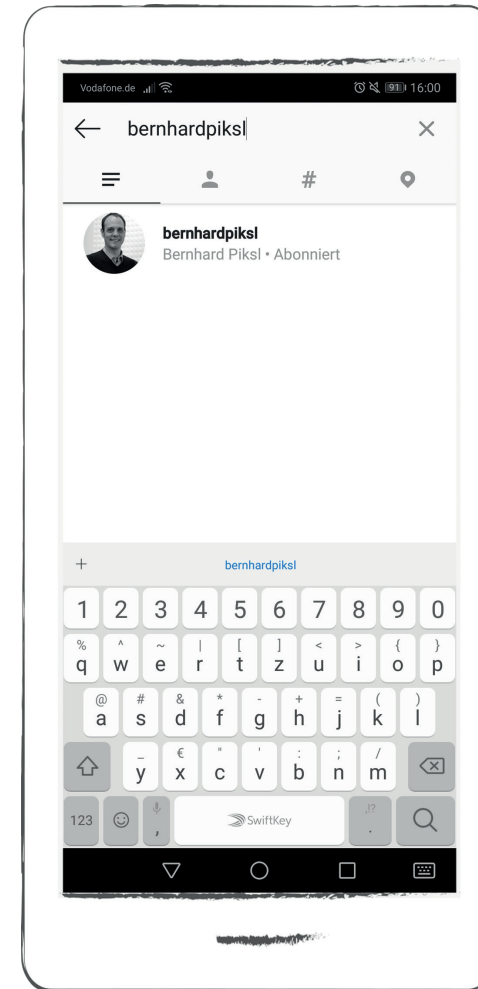 Vodafone.de 91 16:00
bernhardpiksl
#
bernhardpiksl
Bernhard Piksl • Abonniert
+ bernhardpiksl
1 2 3 4 5 6 7 8 9 0
% ^ ~ | [ ] < > { }
q w e r t z u i o p
@ # & * - + = ( )
a s d f g h j k l
_ € " ' : ; /
y x c v b n m
123 , SwiftKey ,!? .